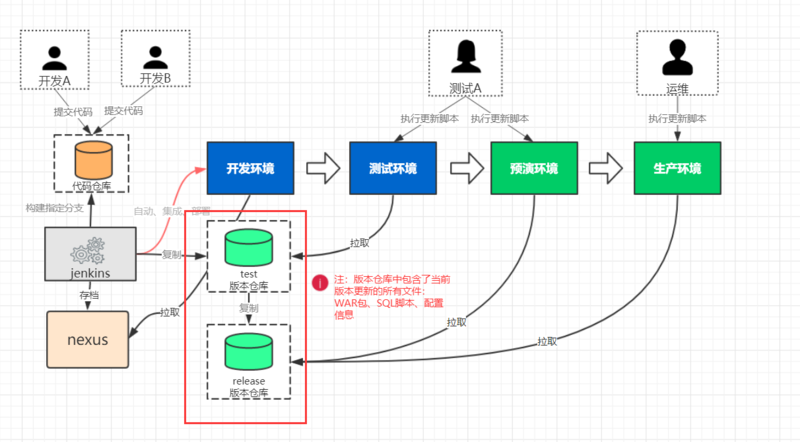 开发A
开发B
测试A
运维
提交代码
提交代码
执行更新脚本
执行更新脚本
执行更新脚本
代码仓库
开发环境
测试环境
预演环境
生产环境
构建指定分支
自动、集成、部署
jenkins
复制
test
版本仓库
拉取
注：版本仓库中包含了当前
版本更新的所有文件：
WAR包、SQL脚本、配置
信息
存档
拉取
复制
拉取
拉取
nexus
release
版本仓库